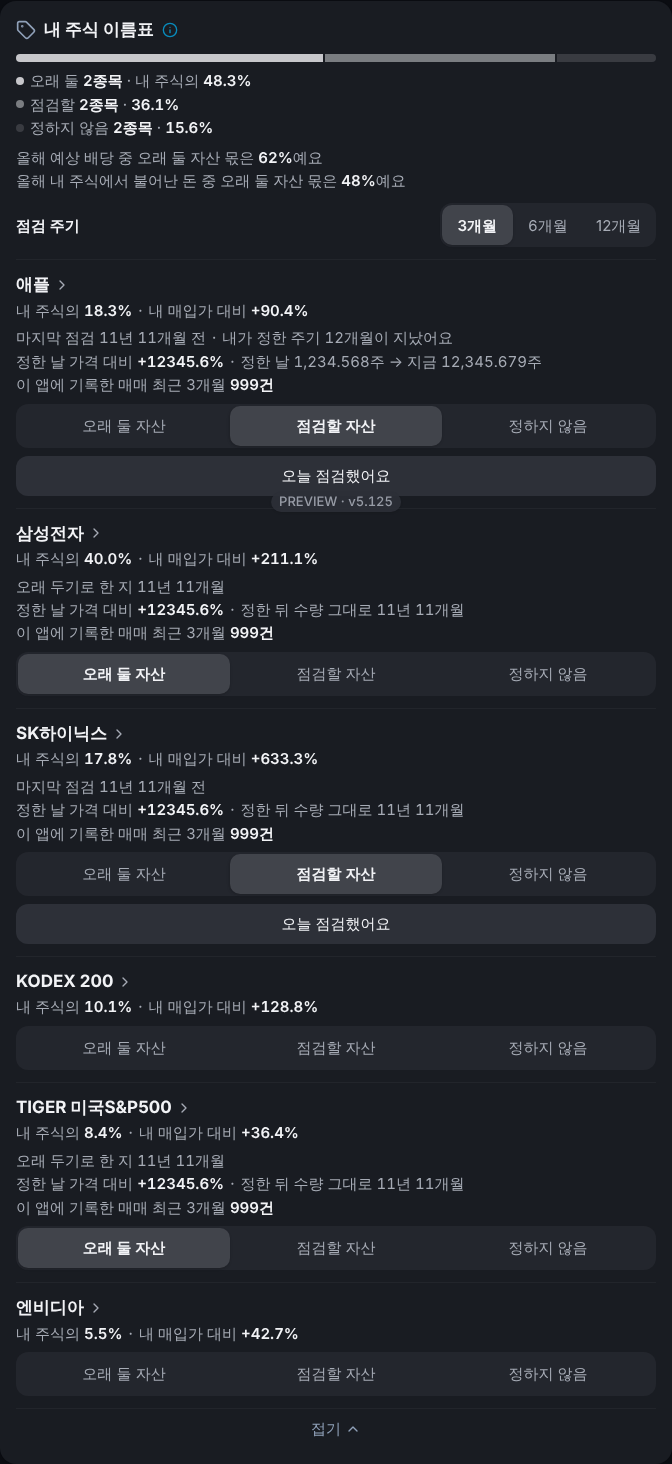 내 주식 이름표
오래 둘 2종목 · 내 주식의 48.3%
점검할 2종목 · 36.1%
정하지 않음 2종목 · 15.6%
올해 예상 배당 중 오래 둘 자산 몫은 62%예요
올해 내 주식에서 불어난 돈 중 오래 둘 자산 몫은 48%예요
점검 주기 3개월 6개월 12개월
애플
내 주식의 18.3% · 내 매입가 대비 +90.4%
마지막 점검 11년 11개월 전 · 내가 정한 주기 12개월이 지났어요
정한 날 가격 대비 +12345.6% · 정한 날 1,234.568주 → 지금 12,345.679주
이 앱에 기록한 매매 최근 3개월 999건
오래 둘 자산 점검할 자산 정하지 않음
오늘 점검했어요
PREVIEW · v5.125
삼성전자
내 주식의 40.0% · 내 매입가 대비 +211.1%
오래 두기로 한 지 11년 11개월
정한 날 가격 대비 +12345.6% · 정한 뒤 수량 그대로 11년 11개월
이 앱에 기록한 매매 최근 3개월 999건
오래 둘 자산 점검할 자산 정하지 않음
SK하이닉스
내 주식의 17.8% · 내 매입가 대비 +633.3%
마지막 점검 11년 11개월 전
정한 날 가격 대비 +12345.6% · 정한 뒤 수량 그대로 11년 11개월
이 앱에 기록한 매매 최근 3개월 999건
오래 둘 자산 점검할 자산 정하지 않음
오늘 점검했어요
KODEX 200
내 주식의 10.1% · 내 매입가 대비 +128.8%
오래 둘 자산 점검할 자산 정하지 않음
TIGER 미국S&P500
내 주식의 8.4% · 내 매입가 대비 +36.4%
오래 두기로 한 지 11년 11개월
정한 날 가격 대비 +12345.6% · 정한 뒤 수량 그대로 11년 11개월
이 앱에 기록한 매매 최근 3개월 999건
오래 둘 자산 점검할 자산 정하지 않음
엔비디아
내 주식의 5.5% · 내 매입가 대비 +42.7%
오래 둘 자산 점검할 자산 정하지 않음
접기